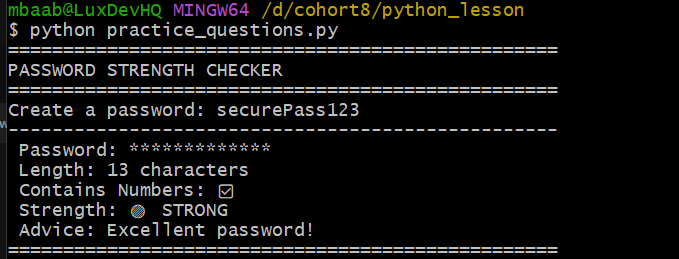 mbaab@LuxDevHQ MINGW64 /d/cohort8/python_lesson
$ python practice_questions.py
==================================================
PASSWORD STRENGTH CHECKER
==================================================
Create a password: securePass123
--------------------------------------------------
Password: *************
Length: 13 characters
Contains Numbers: ☑
Strength: STRONG
Advice: Excellent password!
==================================================